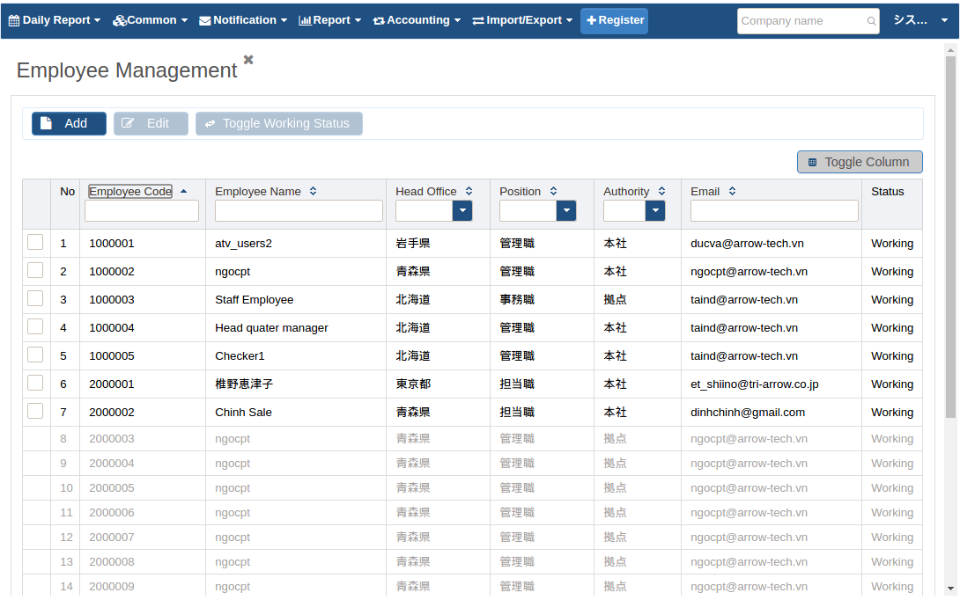 Daily Report Common Notification Report Accounting Import/Export Register Company name シス...
Employee Management
Add Edit Toggle Working Status
Toggle Column
No Employee Code Employee Name Head Office Position Authority Email Status
1 1000001 atv_users2 岩手県 管理職 本社 ducva@arrow-tech.vn Working
2 1000002 ngocpt 青森県 管理職 本社 ngocpt@arrow-tech.vn Working
3 1000003 Staff Employee 北海道 事務職 拠点 taind@arrow-tech.vn Working
4 1000004 Head quater manager 北海道 管理職 本社 taind@arrow-tech.vn Working
5 1000005 Checker1 北海道 管理職 本社 taind@arrow-tech.vn Working
6 2000001 椎野恵津子 東京都 担当職 本社 et_shiino@tri-arrow.co.jp Working
7 2000002 Chinh Sale 青森県 担当職 本社 dinhchinh@gmail.com Working
8 2000003 ngocpt 青森県 管理職 拠点 ngocpt@arrow-tech.vn Working
9 2000004 ngocpt 青森県 管理職 拠点 ngocpt@arrow-tech.vn Working
10 2000005 ngocpt 青森県 管理職 拠点 ngocpt@arrow-tech.vn Working
11 2000006 ngocpt 青森県 管理職 拠点 ngocpt@arrow-tech.vn Working
12 2000007 ngocpt 青森県 管理職 拠点 ngocpt@arrow-tech.vn Working
13 2000008 ngocpt 青森県 管理職 拠点 ngocpt@arrow-tech.vn Working
14 2000009 ngocpt 青森県 管理職 拠点 ngocpt@arrow-tech.vn Working